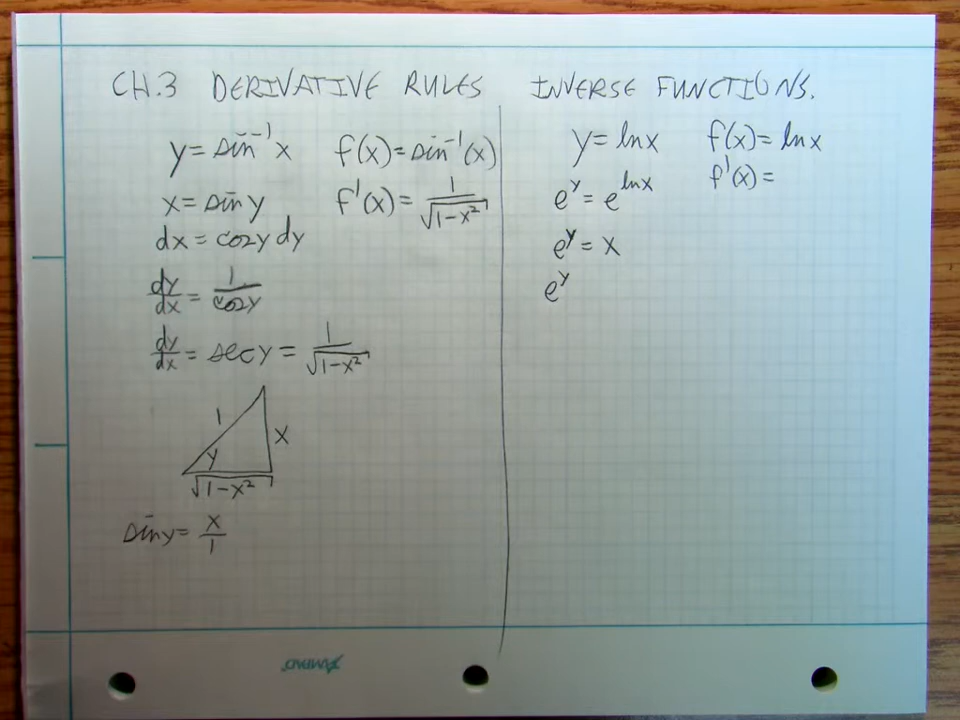 CH.3 DERIVATIVE RULES INVERSE FUNCTIONS.
y = sin⁻¹x f(x) = sin⁻¹(x)
x = sin y f'(x) = 1/√(1-x²)
dx = cos y dy
dy/dx = 1/cos y
dy/dx = sec y = 1/√(1-x²)
1
x
y
√(1-x²)
sin y = x/1
y = ln x f(x) = ln x
f'(x) =
e^y = e^(ln x)
e^y = x
e^y
AMPAD.